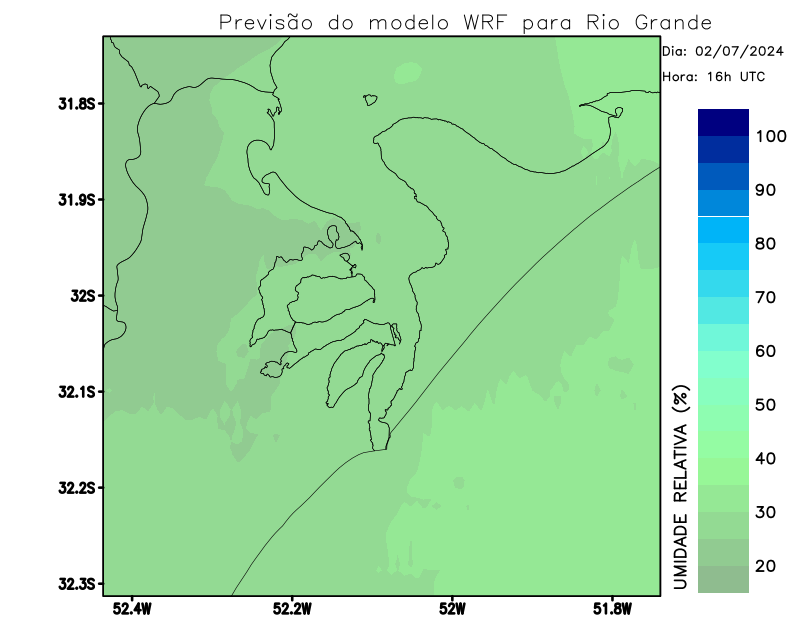 Previsão do modelo WRF para Rio Grande
Dia: 02/07/2024
Hora: 16h UTC
31.8S
31.9S
32S
32.1S
32.2S
32.3S
52.4W
52.2W
52W
51.8W
UMIDADE RELATIVA (%)
100
90
80
70
60
50
40
30
20